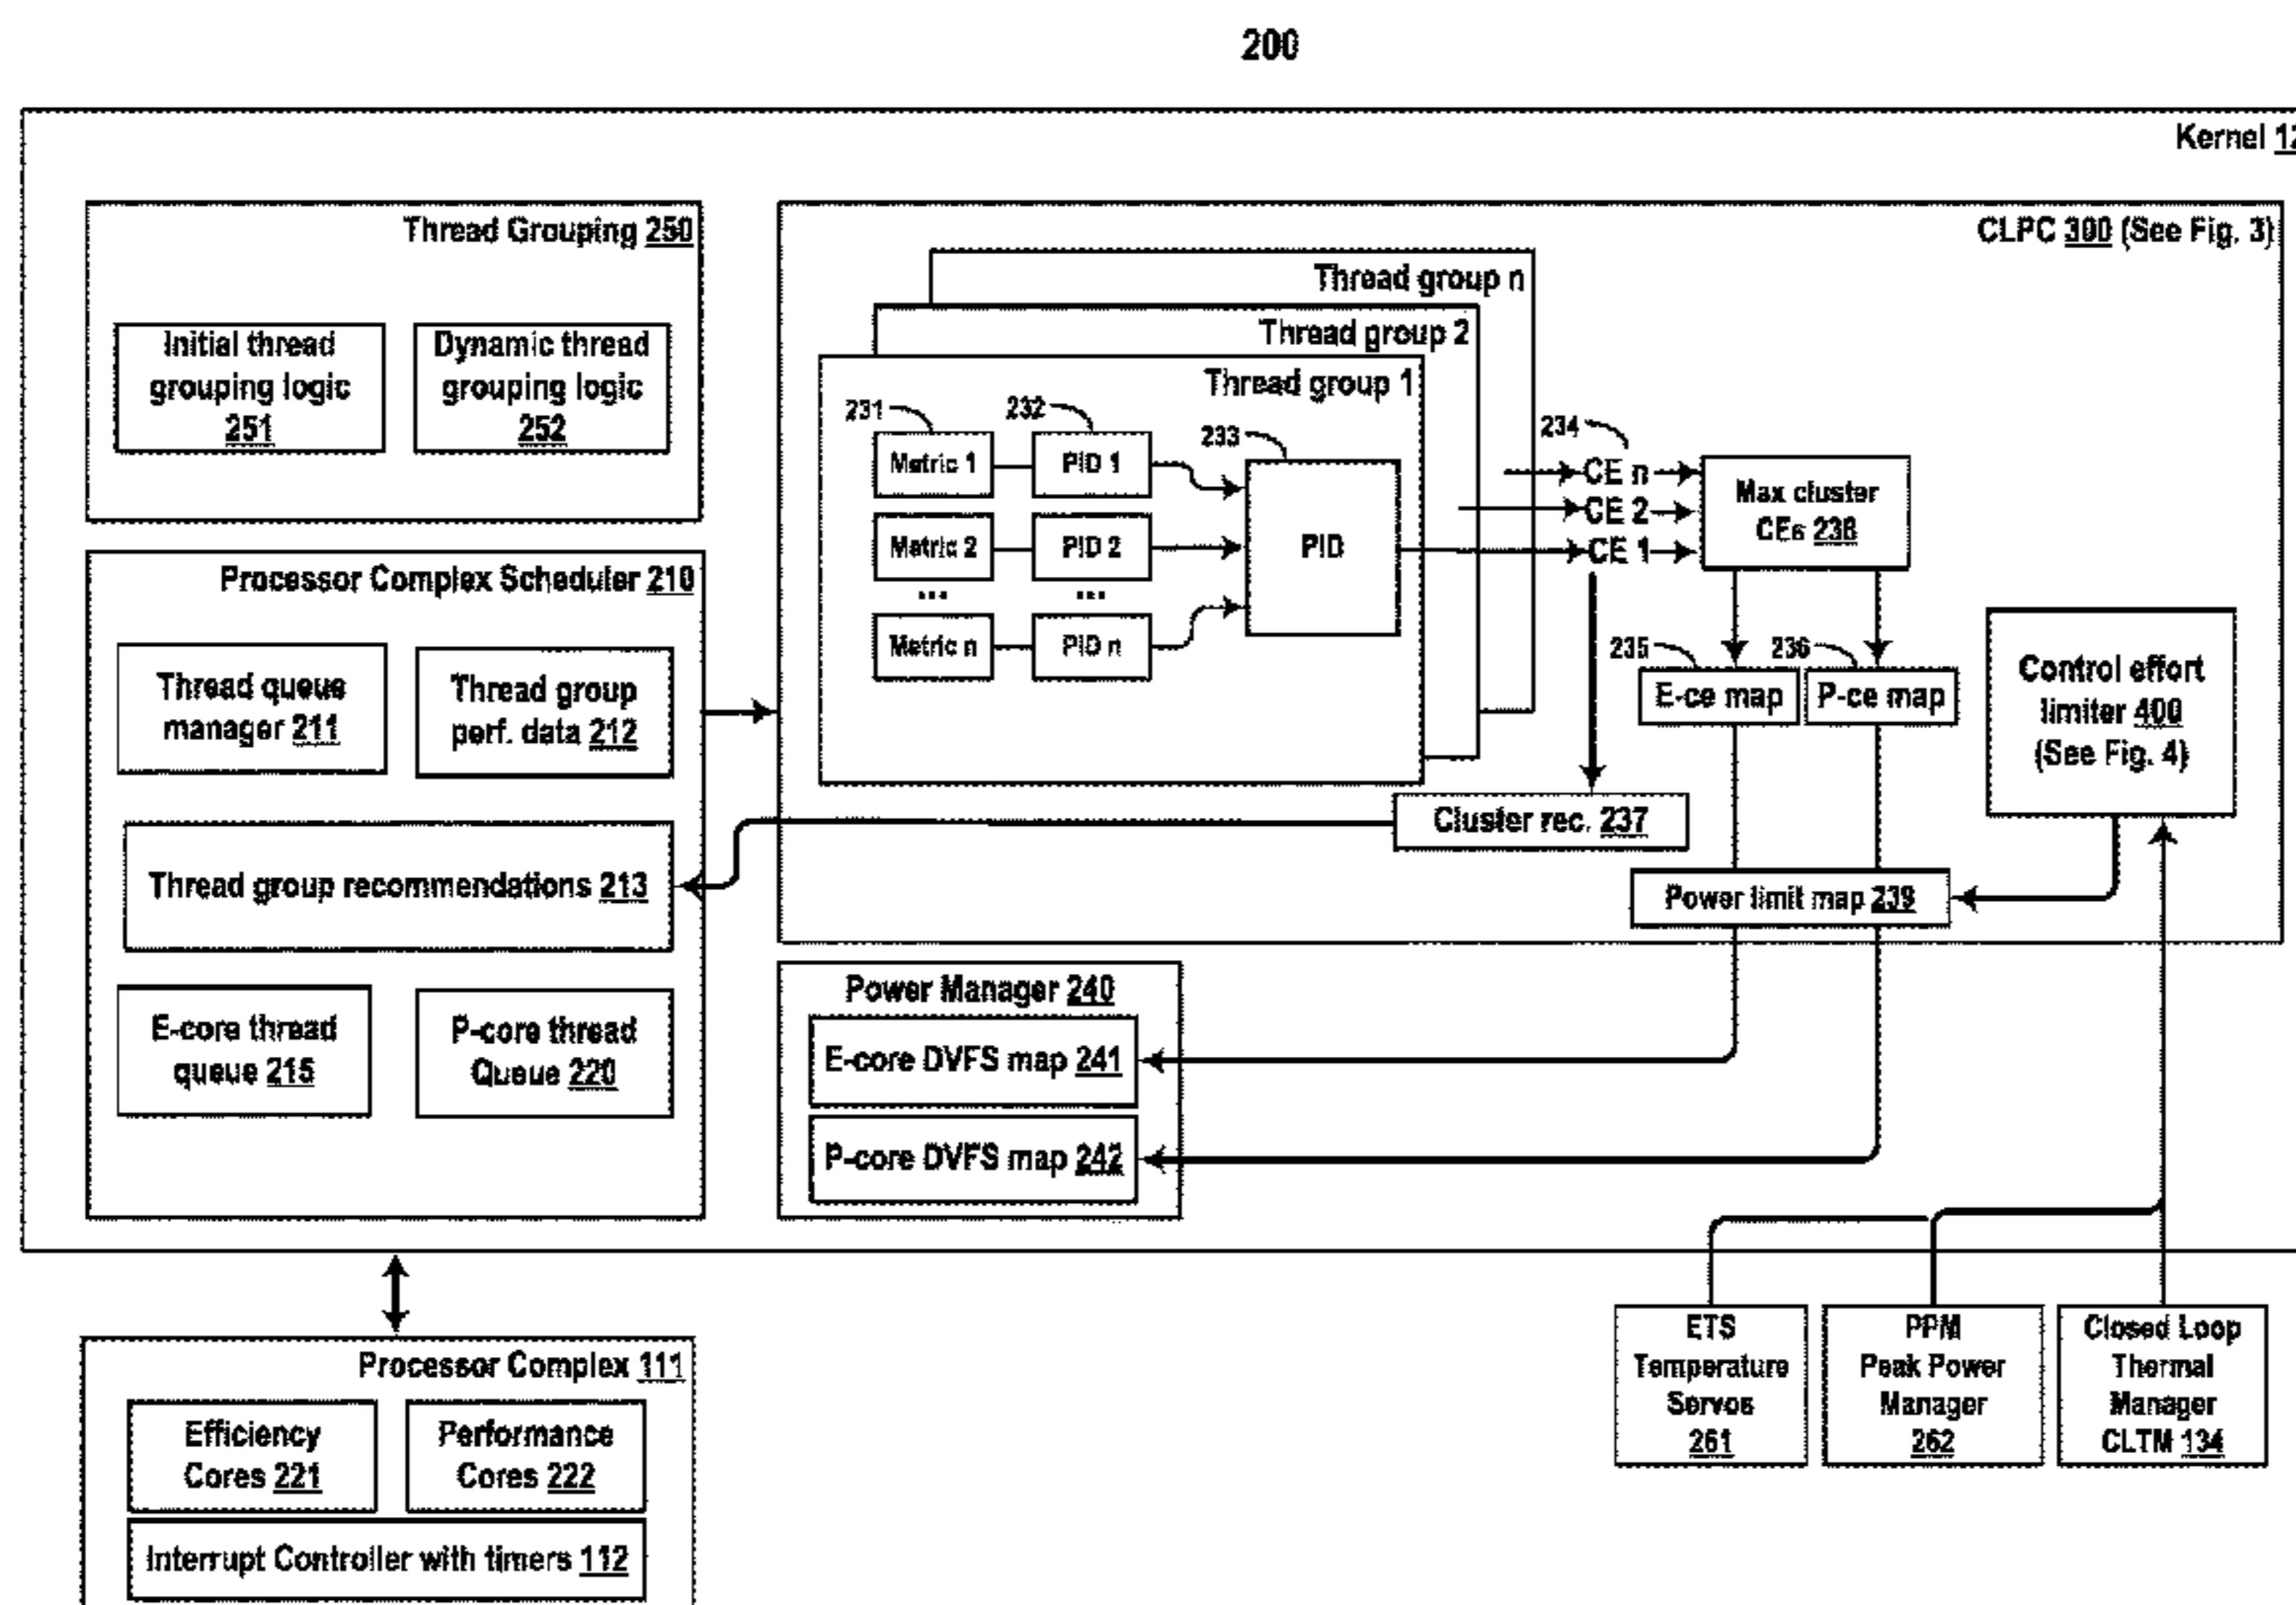 200
Kernel 12
Thread Grouping 250
Initial thread
grouping logic
251
Dynamic thread
grouping logic
252
Processor Complex Scheduler 210
Thread queue
manager 211
Thread group
perf. data 212
Thread group recommendations 213
E-core thread
queue 215
P-core thread
Queue 220
CLPC 300 (See Fig. 3)
Thread group n
Thread group 2
Thread group 1
231
232
233
234
Metric 1
PID 1
Metric 2
PID 2
...
...
Metric n
PID n
PID
CE n
CE 2
CE 1
Max cluster
CEs 238
235
236
E-ce map
P-ce map
Control effort
limiter 400
(See Fig. 4)
Cluster rec. 237
Power limit map 239
Power Manager 240
E-core DVFS map 241
P-core DVFS map 242
Processor Complex 111
Efficiency
Cores 221
Performance
Cores 222
Interrupt Controller with timers 112
ETS
Temperature
Servos
261
PPM
Peak Power
Manager
262
Closed Loop
Thermal
Manager
CLTM 134